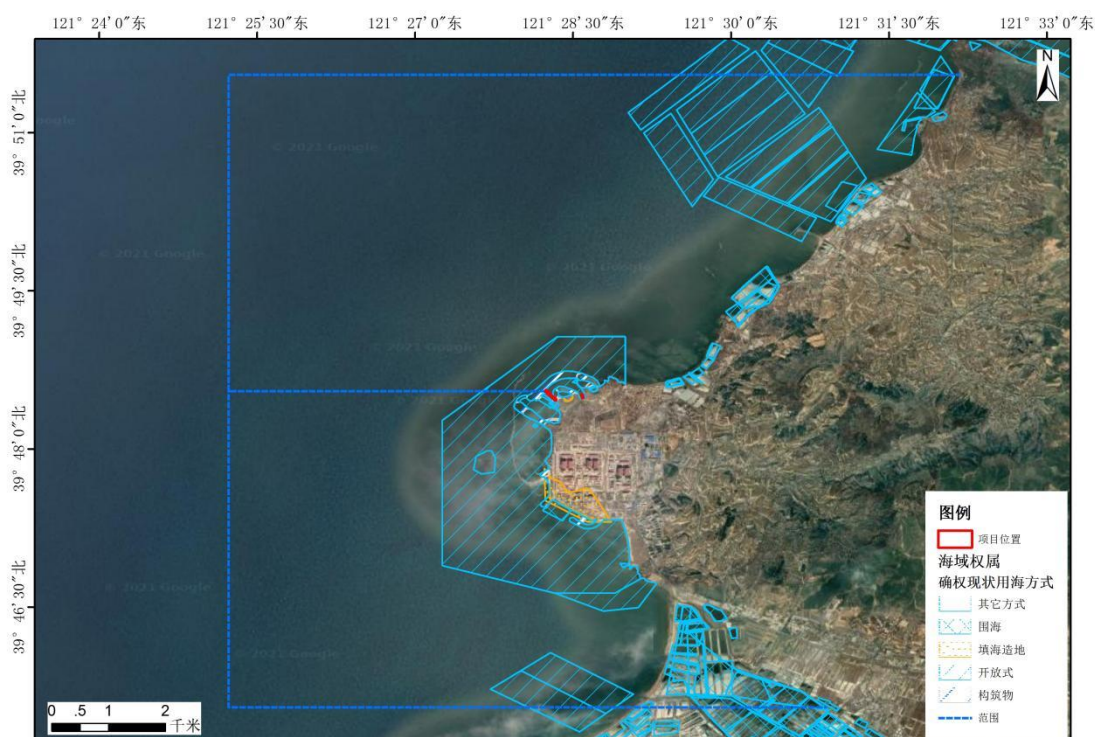 121° 24′ 0″东
121° 25′ 30″东
121° 27′ 0″东
121° 28′ 30″东
121° 30′ 0″东
121° 31′ 30″东
121° 33′ 0″东
39° 51′ 0″北
39° 49′ 30″北
39° 48′ 0″北
39° 46′ 30″北
N
Google
© 2021 Google
© 2021 Google
© 2021 Google
© 2021 Google
© 2021 Google
© 2021 Google
图例
项目位置
海域权属
确权现状用海方式
其它方式
围海
填海造地
开放式
构筑物
范围
0 .5 1 2
千米